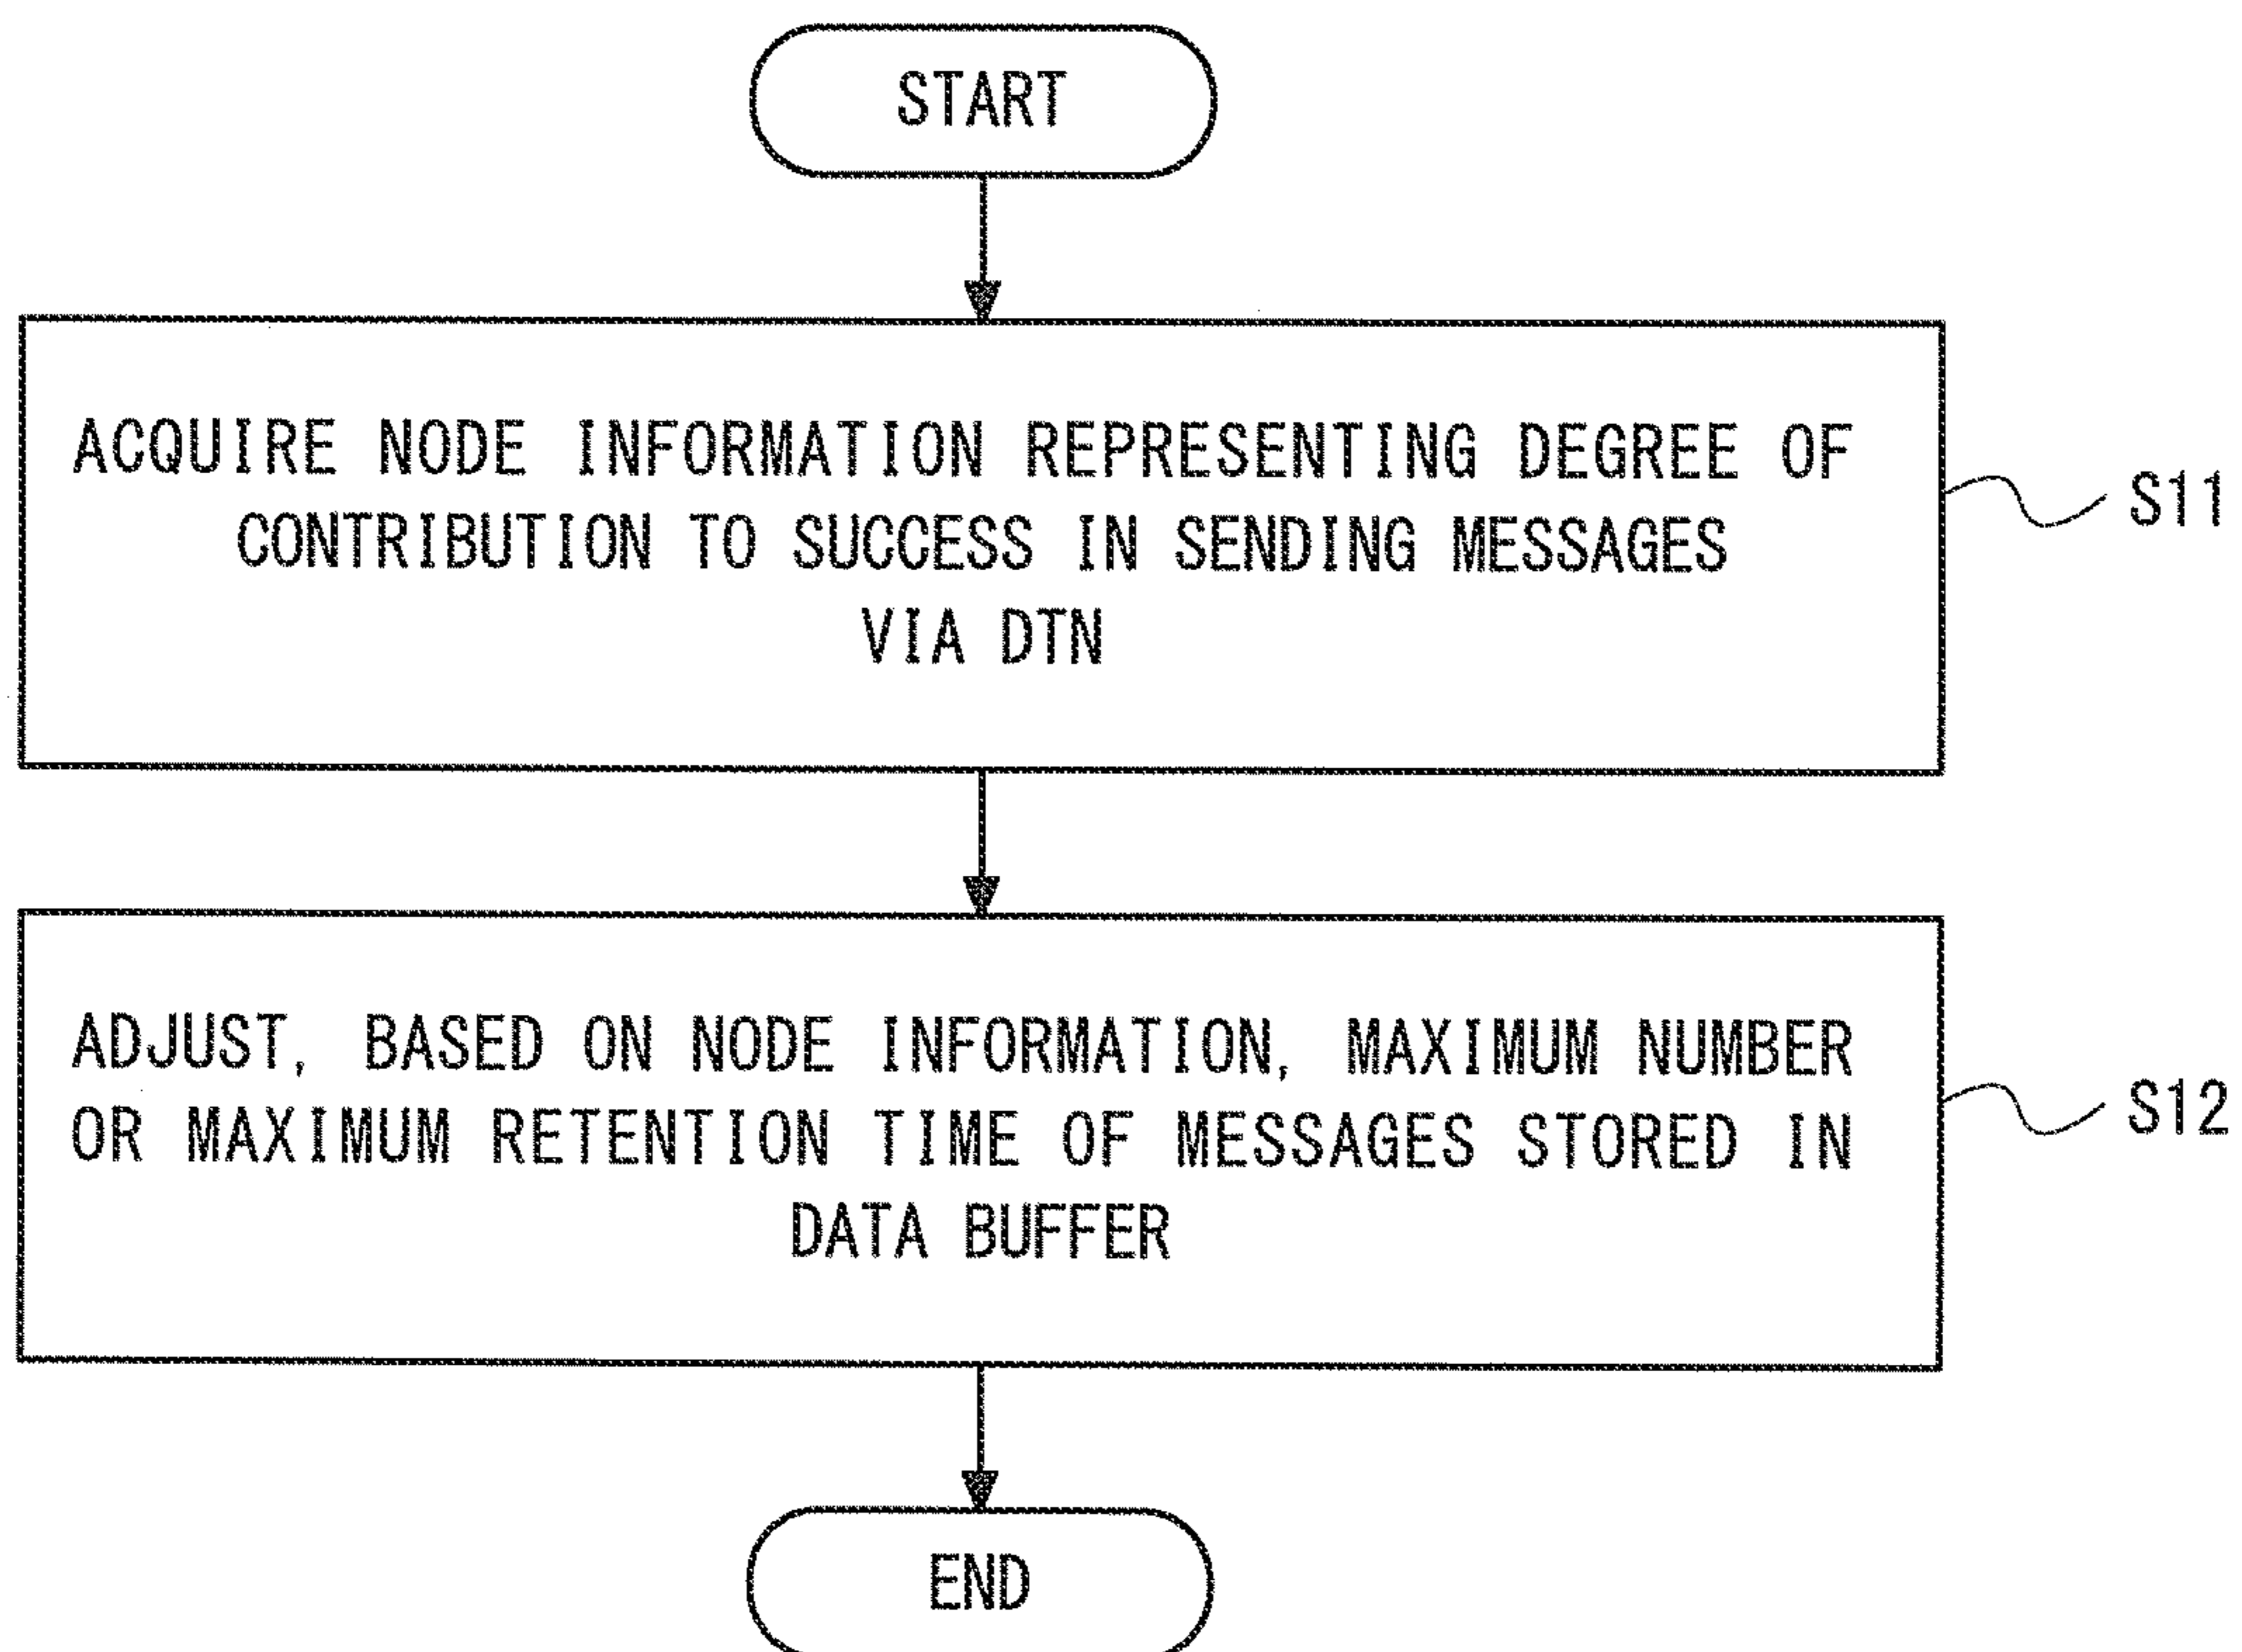 START
ACQUIRE NODE INFORMATION REPRESENTING DEGREE OF
CONTRIBUTION TO SUCCESS IN SENDING MESSAGES
VIA DTN
S11
ADJUST, BASED ON NODE INFORMATION, MAXIMUM NUMBER
OR MAXIMUM RETENTION TIME OF MESSAGES STORED IN
DATA BUFFER
S12
END